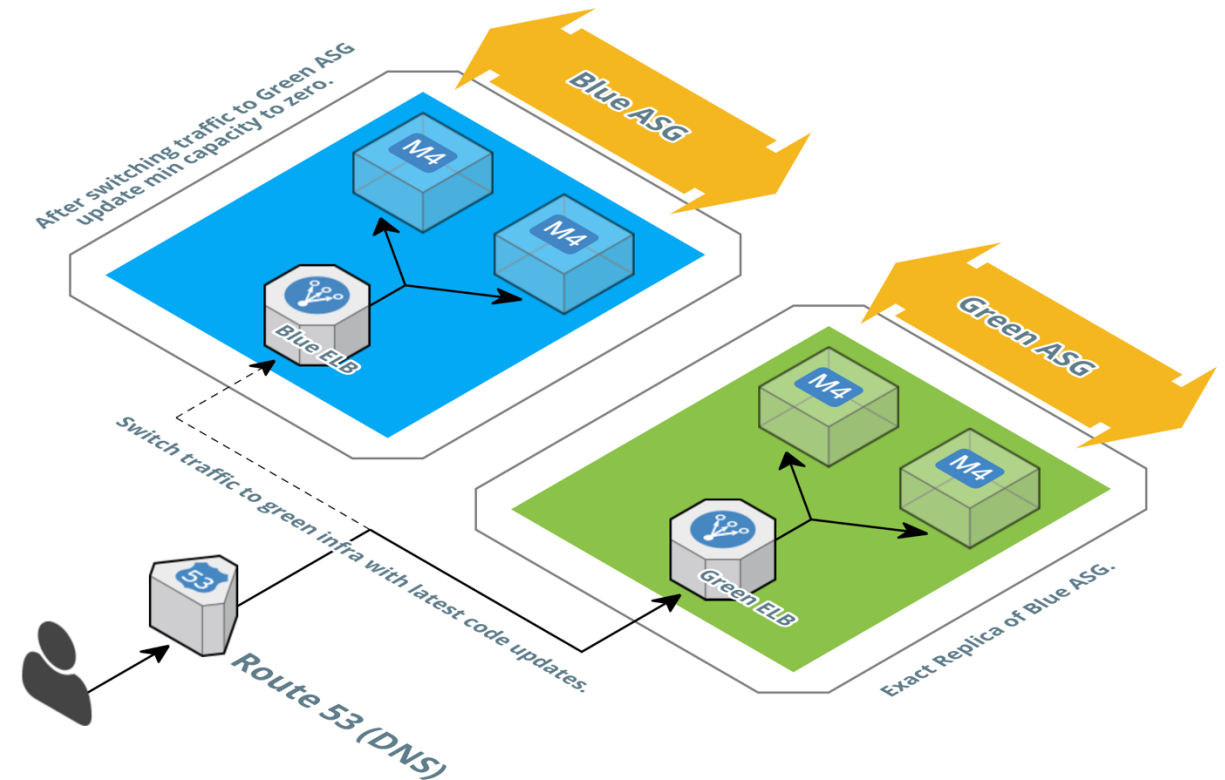 After switching traffic to Green ASG
update min capacity to zero.
Blue ASG
M4
M4
Blue ELB
Green ASG
M4
M4
Green ELB
Switch traffic to green infra with latest code updates.
Exact Replica of Blue ASG.
53
Route 53 (DNS)